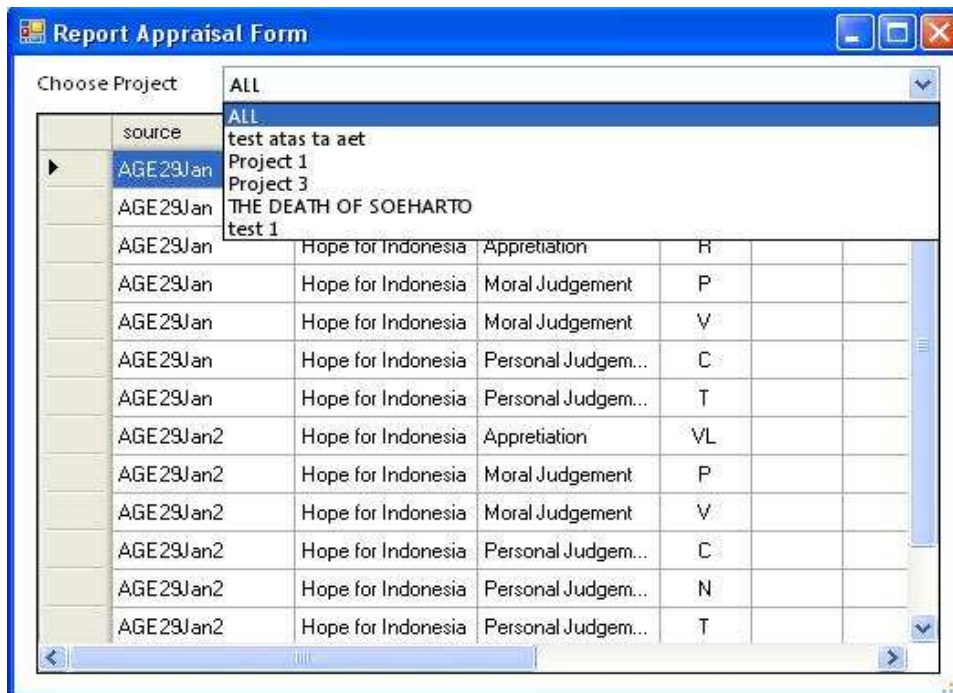 Report Appraisal Form
Choose Project ALL
ALL
test atas ta aet
Project 1
Project 3
THE DEATH OF SOEHARTO
test 1
source
AGE29Jan
AGE29Jan
AGE29Jan Hope for Indonesia Appretiation R
AGE29Jan Hope for Indonesia Moral Judgement P
AGE29Jan Hope for Indonesia Moral Judgement V
AGE29Jan Hope for Indonesia Personal Judgem... C
AGE29Jan Hope for Indonesia Personal Judgem... T
AGE29Jan2 Hope for Indonesia Appretiation VL
AGE29Jan2 Hope for Indonesia Moral Judgement P
AGE29Jan2 Hope for Indonesia Moral Judgement V
AGE29Jan2 Hope for Indonesia Personal Judgem... C
AGE29Jan2 Hope for Indonesia Personal Judgem... N
AGE29Jan2 Hope for Indonesia Personal Judgem... T